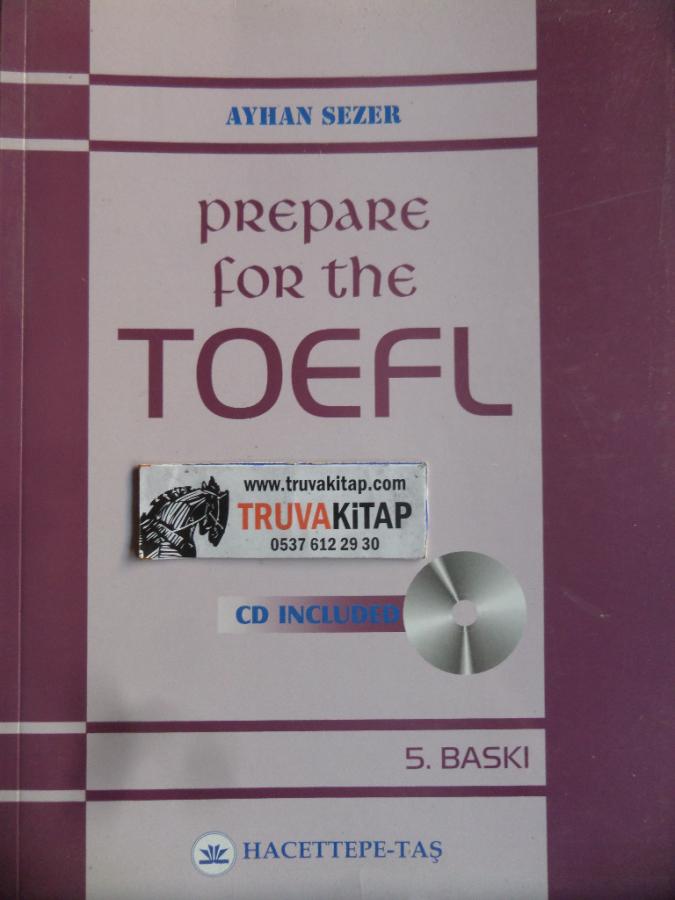 AYHAN SEZER
PREPARE
FOR THE
TOEFL
www.truvakitap.com
TRUVAKiTAP
0537 612 29 30
CD INCLUDED
5. BASKI
HACETTEPE-TAŞ